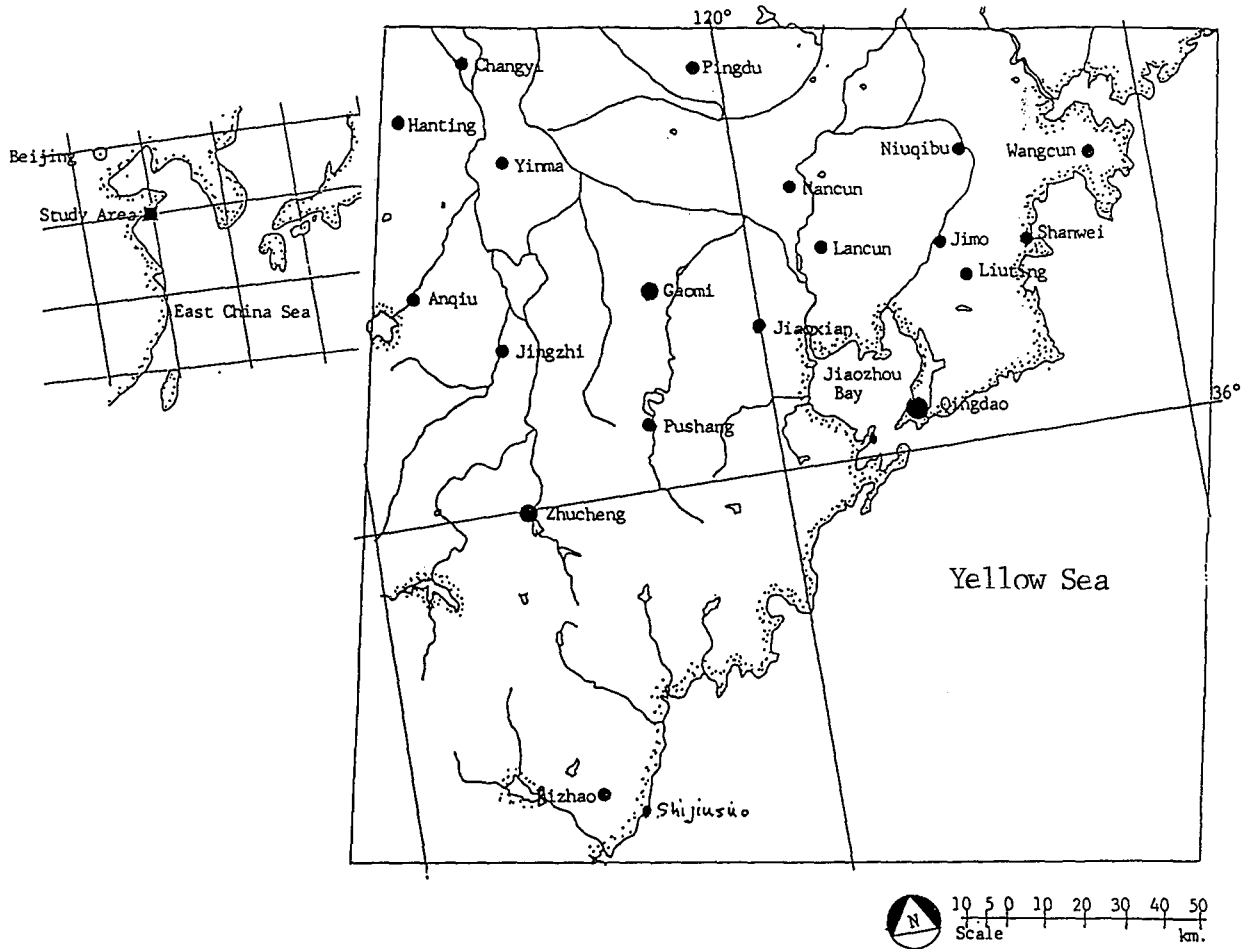 120°
Changyi
Pingdu
Hanting
Beijing
Yinma
Niuqibu
Wangcun
Nancun
Study Area
Lancun
Jimo
Shanwei
Liuting
Anqiu
Gaomi
East China Sea
Jiaoxian
Jingzhi
Jiaozhou
Bay
36°
Qingdao
Pushang
Zhucheng
Yellow Sea
Rizhao
Shijiusuo
N
10 5 0 10 20 30 40 50
Scale km.